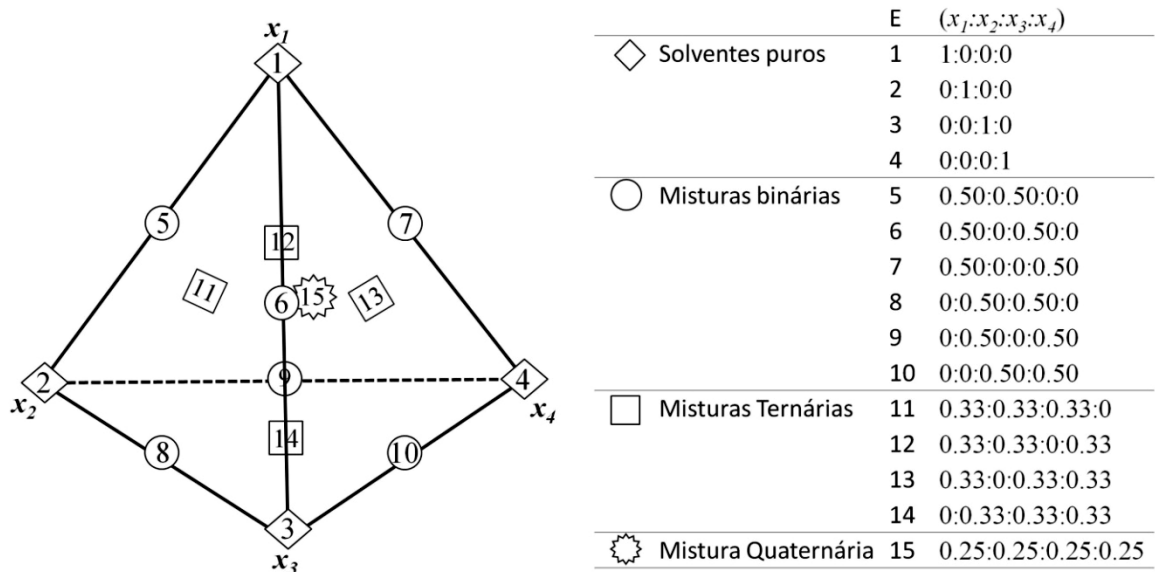 x1
1
5
7
12
11
6
15
13
2
9
4
x2
x4
14
8
10
3
x3
E (x1:x2:x3:x4)
Solventes puros 1 1:0:0:0
2 0:1:0:0
3 0:0:1:0
4 0:0:0:1
Misturas binárias 5 0.50:0.50:0:0
6 0.50:0:0.50:0
7 0.50:0:0:0.50
8 0:0.50:0.50:0
9 0:0.50:0:0.50
10 0:0:0.50:0.50
Misturas Ternárias 11 0.33:0.33:0.33:0
12 0.33:0.33:0:0.33
13 0.33:0:0.33:0.33
14 0:0.33:0.33:0.33
Mistura Quaternária 15 0.25:0.25:0.25:0.25